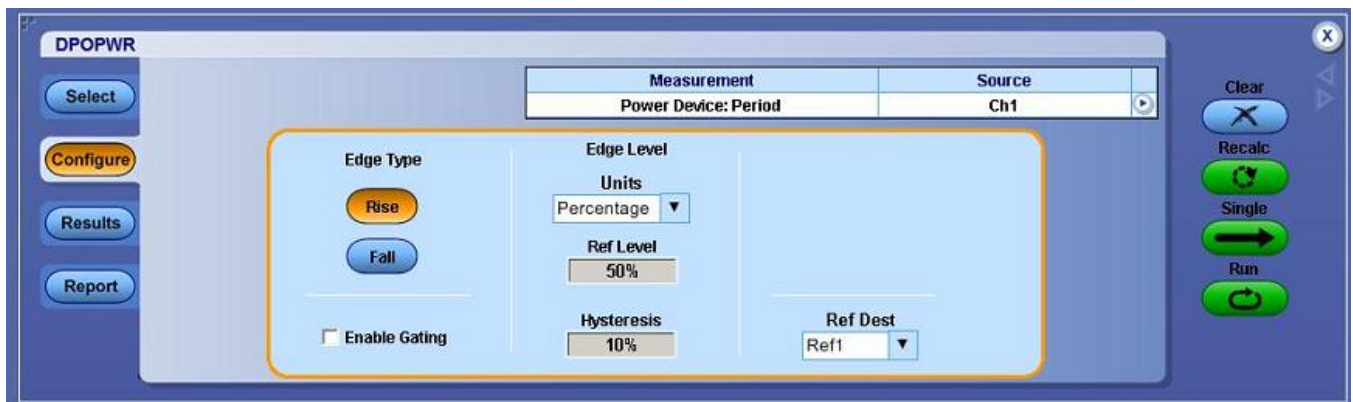 DPOPWR
Select
Configure
Results
Report
Measurement Source
Power Device: Period Ch1
Edge Type
Rise
Fall
Enable Gating
Edge Level
Units
Percentage
Ref Level
50%
Hysteresis
10%
Ref Dest
Ref1
X
Clear
Recalc
Single
Run